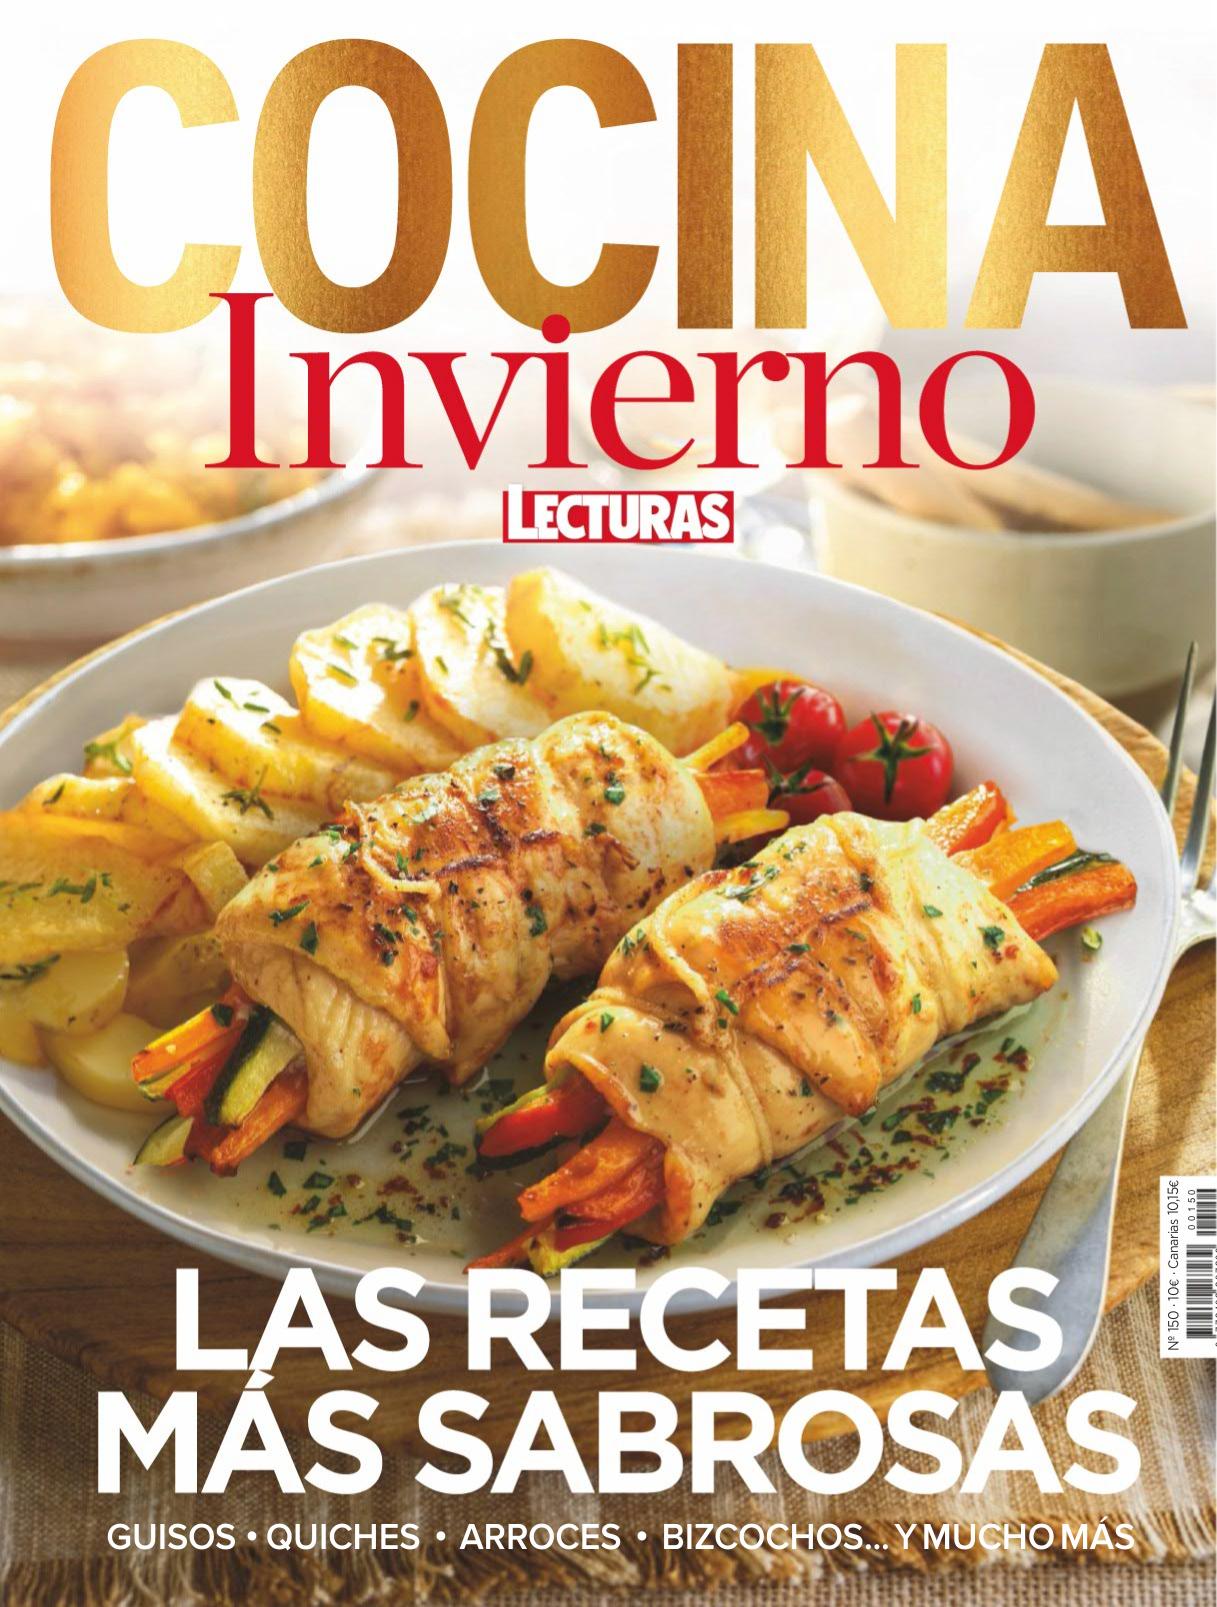 COCINA
Invierno
LECTURAS
LAS RECETAS
MÁS SABROSAS
GUISOS • QUICHES • ARROCES • BIZCOCHOS... Y MUCHO MÁS
Nº 150 · 10€ · Canarias 10,15€
00150